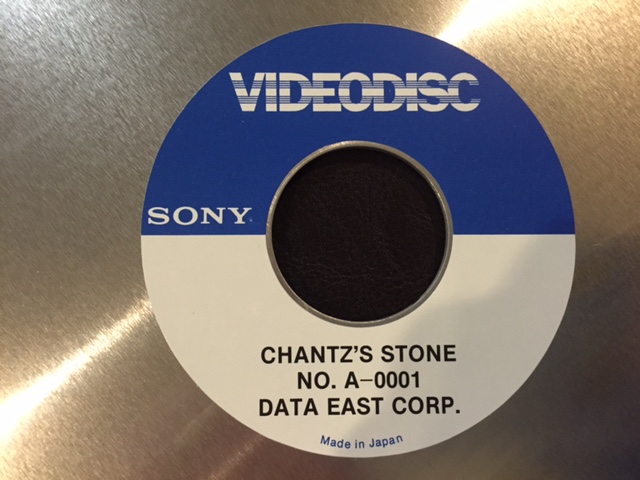 VIDEODISC
SONY
CHANTZ'S STONE
NO. A-0001
DATA EAST CORP.
Made in Japan